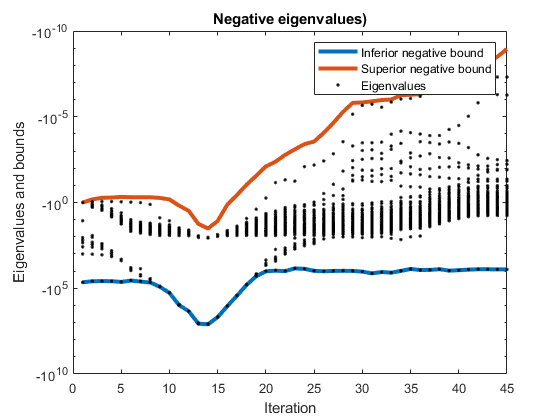 Negative eigenvalues)
Inferior negative bound
Superior negative bound
Eigenvalues
Eigenvalues and bounds
-10^-10
-10^-5
-10^0
-10^5
-10^10
0 5 10 15 20 25 30 35 40 45
Iteration